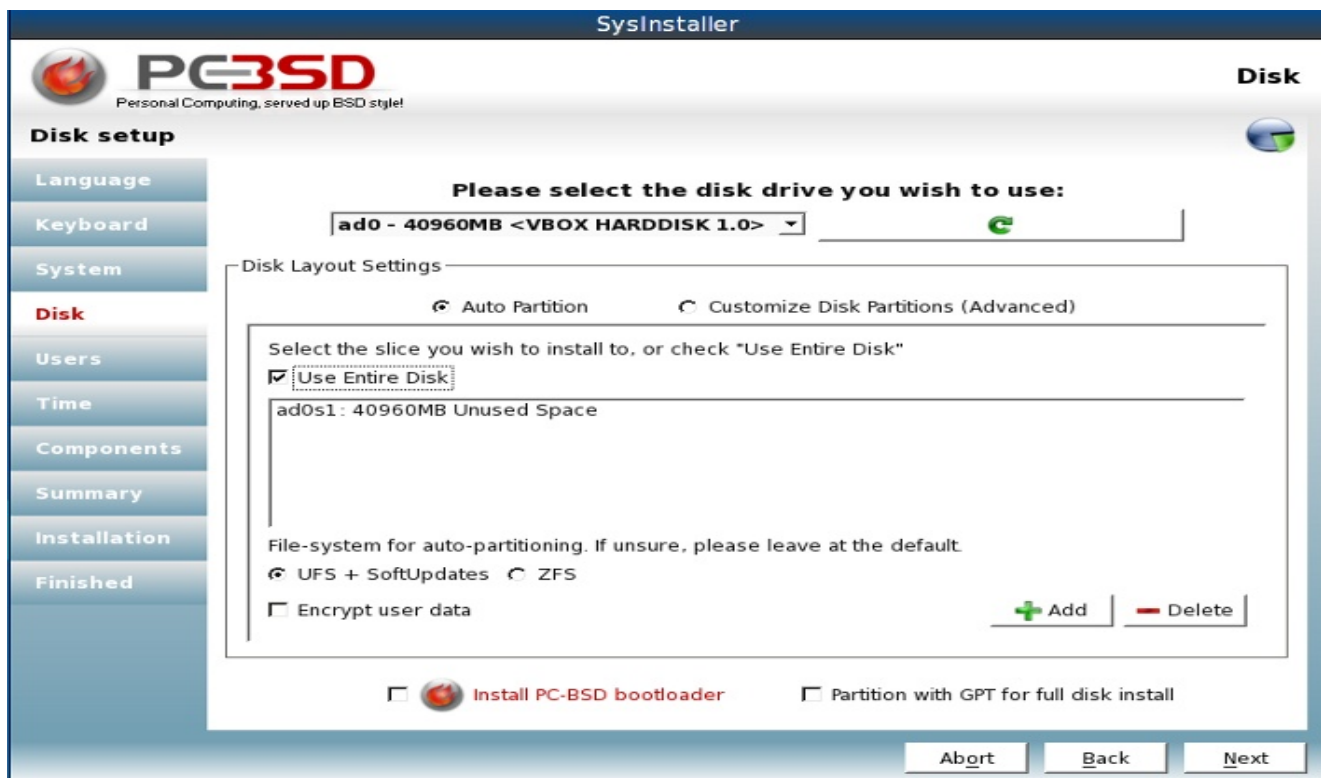 SysInstaller
PCBSD
Personal Computing, served up BSD style!
Disk
Disk setup
Language
Keyboard
System
Disk
Users
Time
Components
Summary
Installation
Finished
Please select the disk drive you wish to use:
ad0 - 40960MB <VBOX HARDDISK 1.0>
Disk Layout Settings
Auto Partition Customize Disk Partitions (Advanced)
Select the slice you wish to install to, or check "Use Entire Disk"
Use Entire Disk
ad0s1: 40960MB Unused Space
File-system for auto-partitioning. If unsure, please leave at the default.
UFS + SoftUpdates ZFS
Encrypt user data
Add Delete
Install PC-BSD bootloader Partition with GPT for full disk install
Abort Back Next